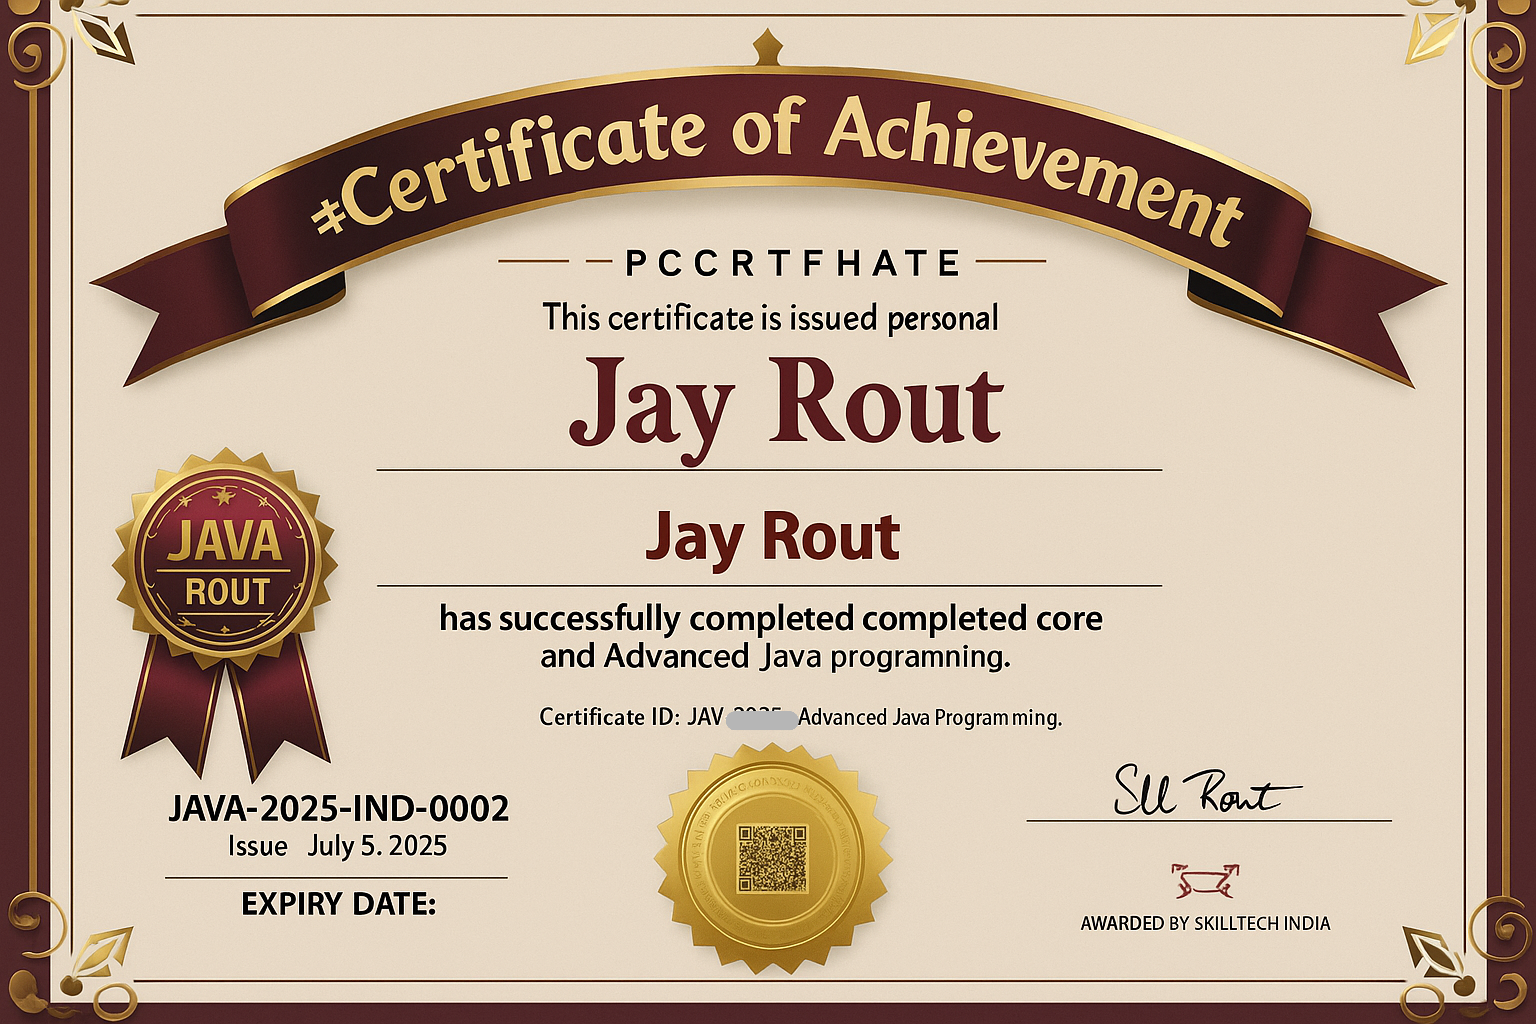 #Certificate of Achievement
PCCRTFHATE
This certificate is issued personal
Jay Rout
Jay Rout
JAVA
ROUT
has successfully completed completed core
and Advanced Java programning.
Certificate ID: JAV Advanced Java Programming.
JAVA-2025-IND-0002
Issue July 5. 2025
EXPIRY DATE:
Rout
AWARDED BY SKILLTECH INDIA